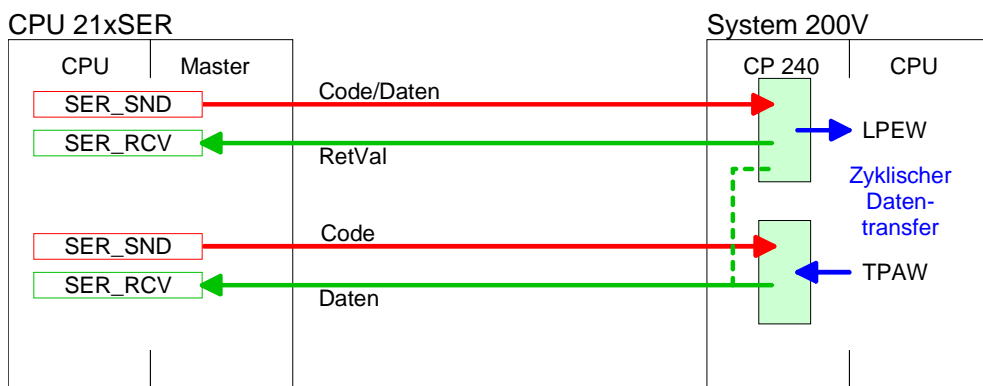 CPU 21xSER
System 200V
CPU
Master
CP 240
CPU
SER_SND
Code/Daten
LPEW
SER_RCV
RetVal
Zyklischer
Daten-
transfer
SER_SND
Code
TPAW
SER_RCV
Daten